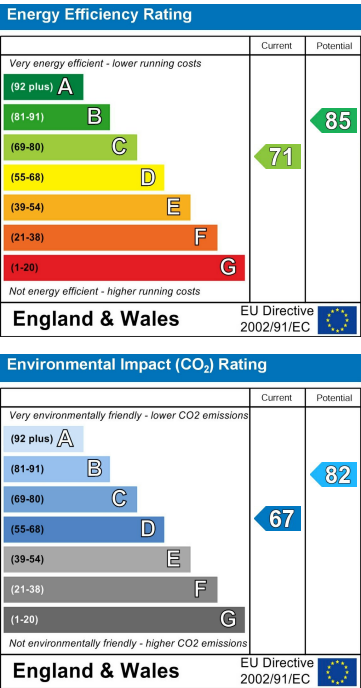 Energy Efficiency Rating
Current Potential
Very energy efficient - lower running costs
(92 plus) A
(81-91) B
(69-80) C
(55-68) D
(39-54) E
(21-38) F
(1-20) G
71
85
Not energy efficient - higher running costs
England & Wales
EU Directive
2002/91/EC
Environmental Impact (CO₂) Rating
Current Potential
Very environmentally friendly - lower CO2 emissions
(92 plus) A
(81-91) B
(69-80) C
(55-68) D
(39-54) E
(21-38) F
(1-20) G
67
82
Not environmentally friendly - higher CO2 emissions
England & Wales
EU Directive
2002/91/EC